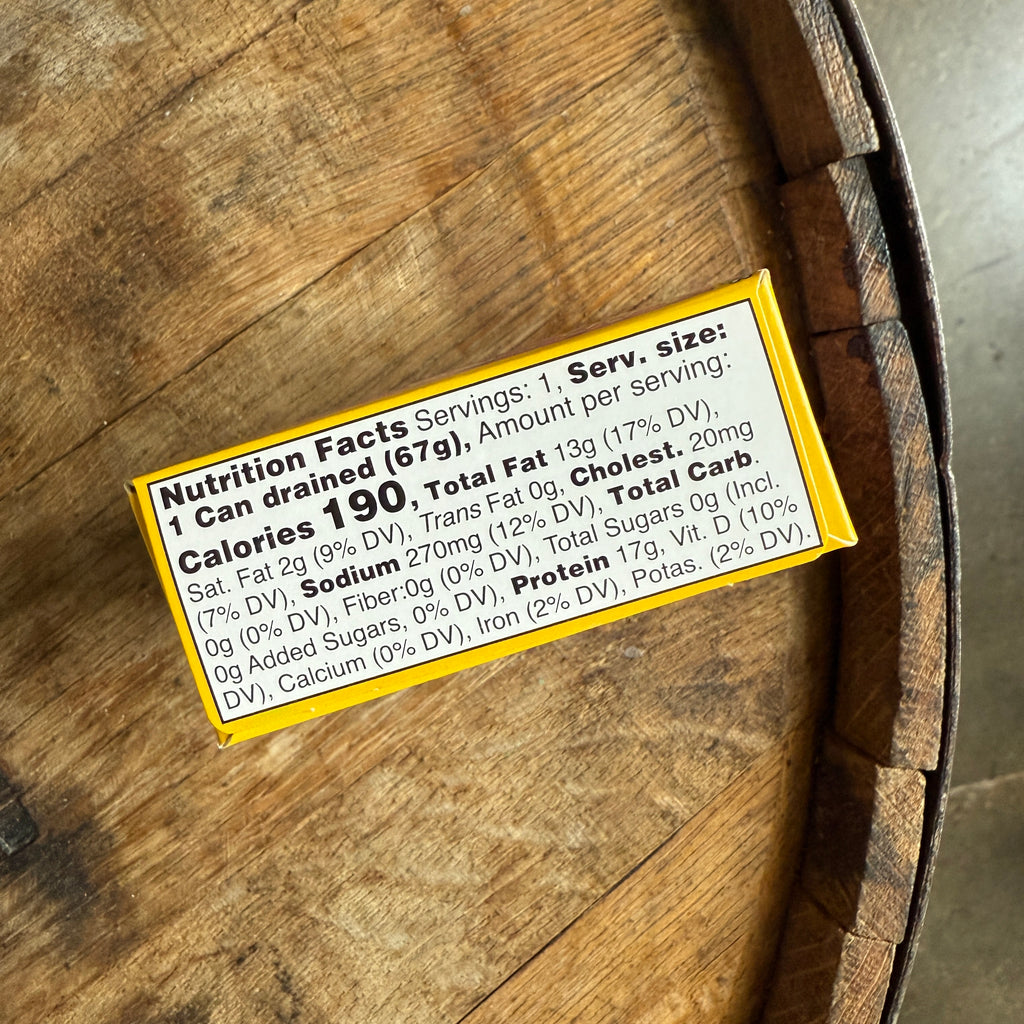 Nutrition Facts Servings: 1, Serv. size:
1 Can drained (67g), Amount per serving:
Calories 190, Total Fat 13g (17% DV),
Sat. Fat 2g (9% DV), Trans Fat 0g, Cholest. 20mg
(7% DV), Sodium 270mg (12% DV), Total Carb.
0g (0% DV), Fiber:0g (0% DV), Total Sugars 0g (Incl.
0g Added Sugars, 0% DV), Protein 17g, Vit. D (10%
DV), Calcium (0% DV), Iron (2% DV), Potas. (2% DV).